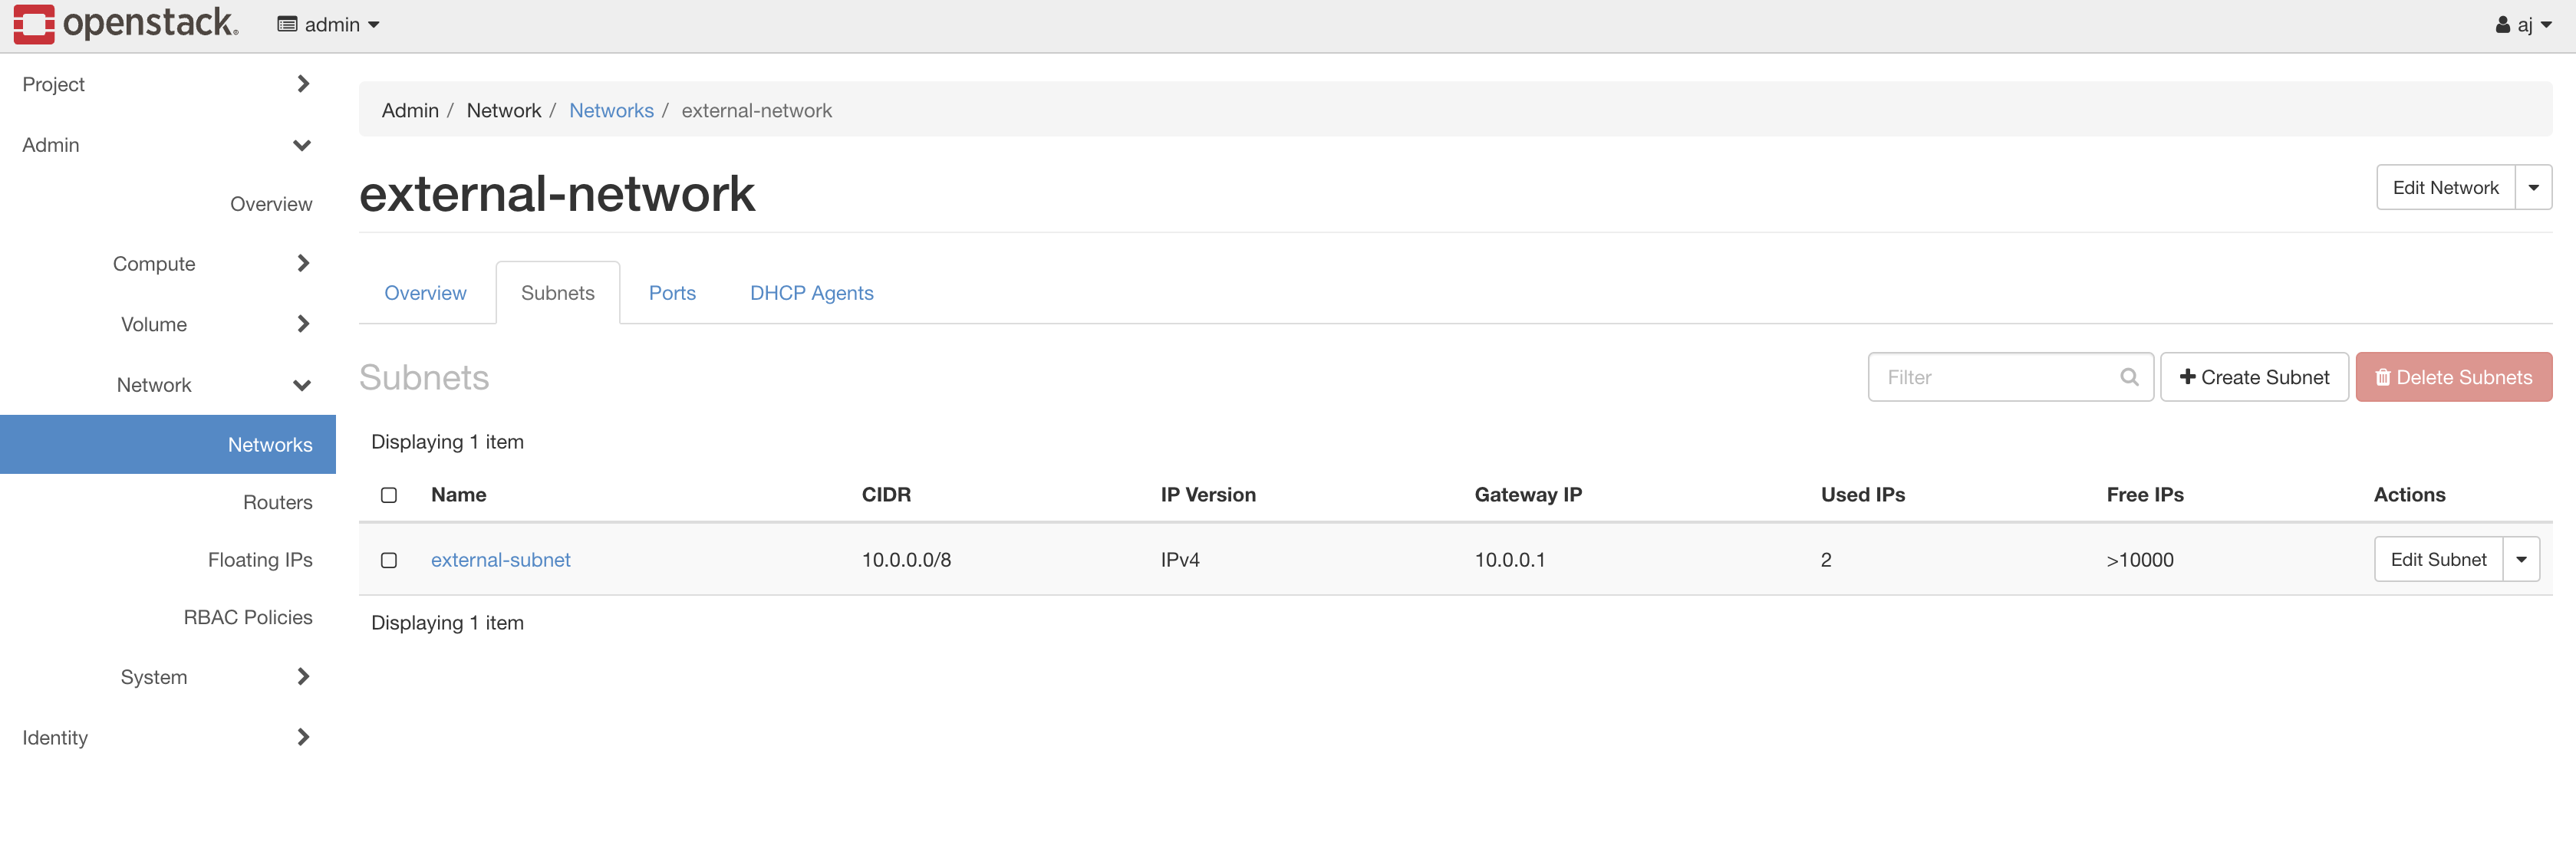 openstack. admin aj
Project
Admin
Overview
Compute
Volume
Network
Networks
Routers
Floating IPs
RBAC Policies
System
Identity
Admin / Network / Networks / external-network
external-network
Edit Network
Overview Subnets Ports DHCP Agents
Subnets
Filter Create Subnet Delete Subnets
Displaying 1 item
Name CIDR IP Version Gateway IP Used IPs Free IPs Actions
external-subnet 10.0.0.0/8 IPv4 10.0.0.1 2 >10000 Edit Subnet
Displaying 1 item